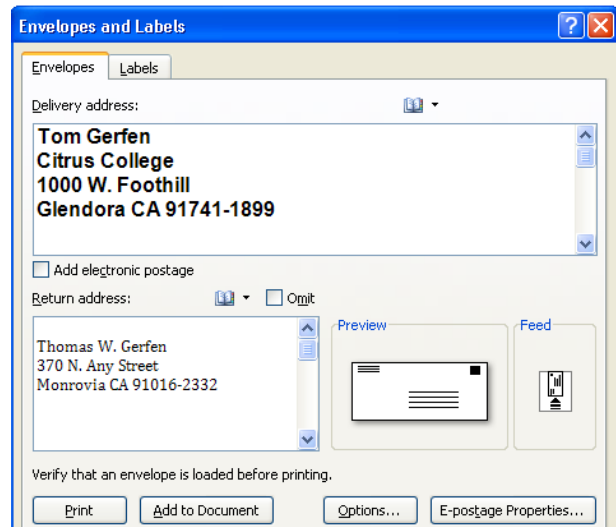 Envelopes and Labels
Envelopes Labels
Delivery address:
Tom Gerfen
Citrus College
1000 W. Foothill
Glendora CA 91741-1899
Add electronic postage
Return address: Omit
Thomas W. Gerfen
370 N. Any Street
Monrovia CA 91016-2332
Preview
Feed
Verify that an envelope is loaded before printing.
Print Add to Document Options... E-postage Properties...